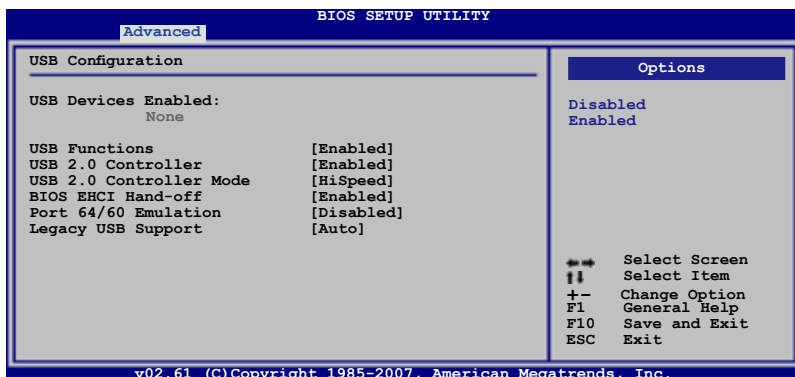 BIOS SETUP UTILITY
Advanced
USB Configuration
USB Devices Enabled:
None
USB Functions [Enabled]
USB 2.0 Controller [Enabled]
USB 2.0 Controller Mode [HiSpeed]
BIOS EHCI Hand-off [Enabled]
Port 64/60 Emulation [Disabled]
Legacy USB Support [Auto]
Options
Disabled
Enabled
Select Screen
Select Item
+- Change Option
F1 General Help
F10 Save and Exit
ESC Exit
v02.61 (C)Copyright 1985-2007, American Megatrends, Inc.